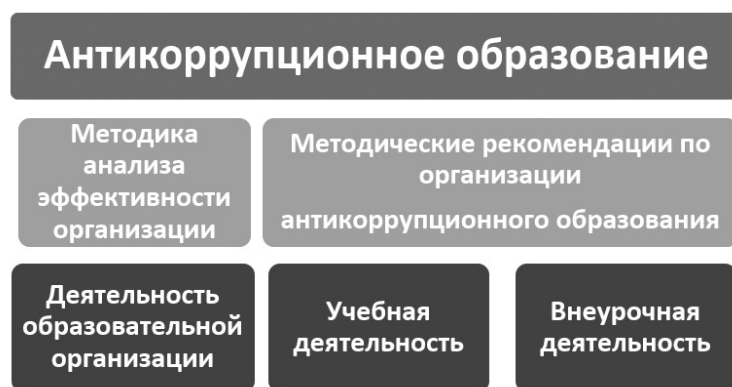 Антикоррупционное образование
Методика
анализа
эффективности
организации
Методические рекомендации по
организации
антикоррупционного образования
Деятельность
образовательной
организации
Учебная
деятельность
Внеурочная
деятельность